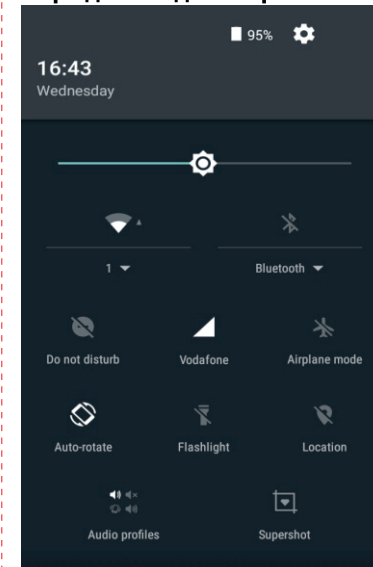 95%
16:43
Wednesday
1
Bluetooth
Do not disturb Vodafone Airplane mode
Auto-rotate Flashlight Location
Audio profiles Supershot